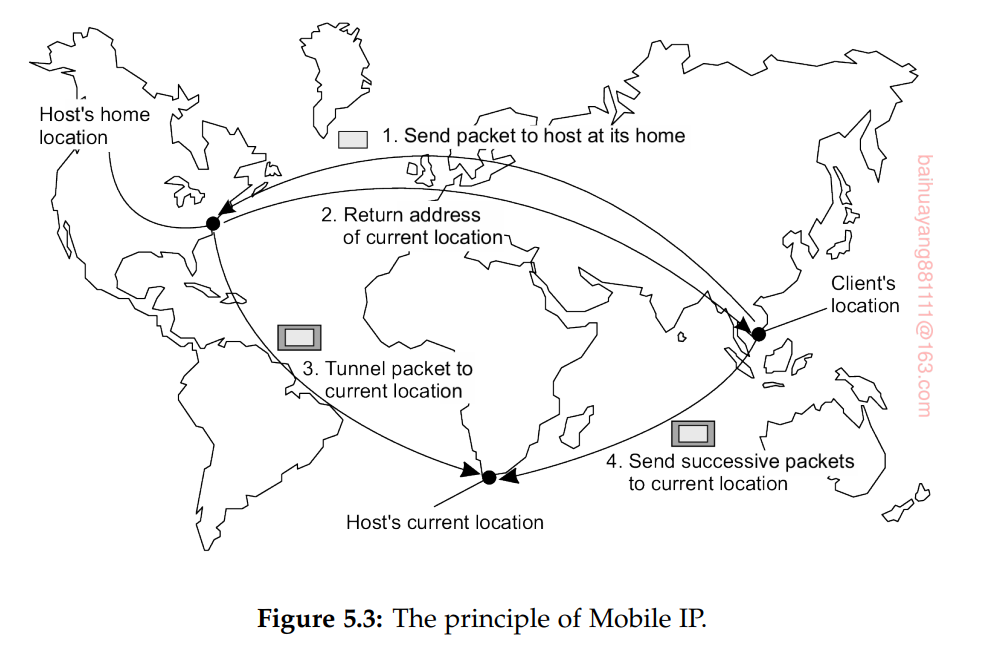 Host's home
location
1. Send packet to host at its home
2. Return address
of current location
Client's
location
3. Tunnel packet to
current location
4. Send successive packets
to current location
Host's current location
baihuayang881111@163.com
Figure 5.3: The principle of Mobile IP.